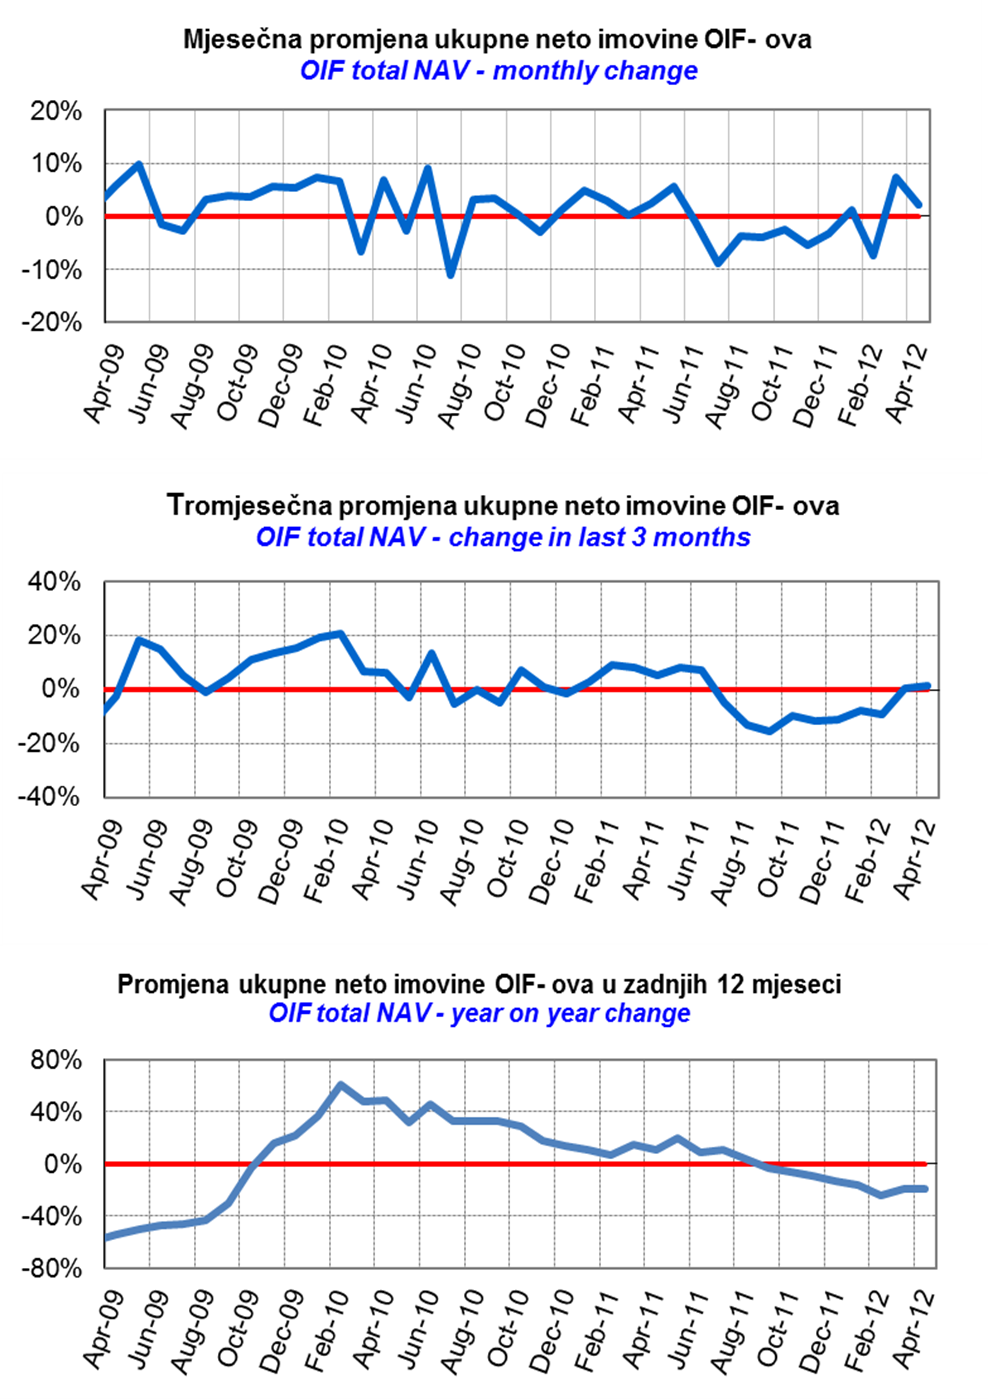 Mjesečna promjena ukupne neto imovine OIF- ova
OIF total NAV - monthly change
20%
10%
0%
-10%
-20%
Apr-09 Jun-09 Aug-09 Oct-09 Dec-09 Feb-10 Apr-10 Jun-10 Aug-10 Oct-10 Dec-10 Feb-11 Apr-11 Jun-11 Aug-11 Oct-11 Dec-11 Feb-12 Apr-12
Tromjesečna promjena ukupne neto imovine OIF- ova
OIF total NAV - change in last 3 months
40%
20%
0%
-20%
-40%
Apr-09 Jun-09 Aug-09 Oct-09 Dec-09 Feb-10 Apr-10 Jun-10 Aug-10 Oct-10 Dec-10 Feb-11 Apr-11 Jun-11 Aug-11 Oct-11 Dec-11 Feb-12 Apr-12
Promjena ukupne neto imovine OIF- ova u zadnjih 12 mjeseci
OIF total NAV - year on year change
80%
40%
0%
-40%
-80%
Apr-09 Jun-09 Aug-09 Oct-09 Dec-09 Feb-10 Apr-10 Jun-10 Aug-10 Oct-10 Dec-10 Feb-11 Apr-11 Jun-11 Aug-11 Oct-11 Dec-11 Feb-12 Apr-12